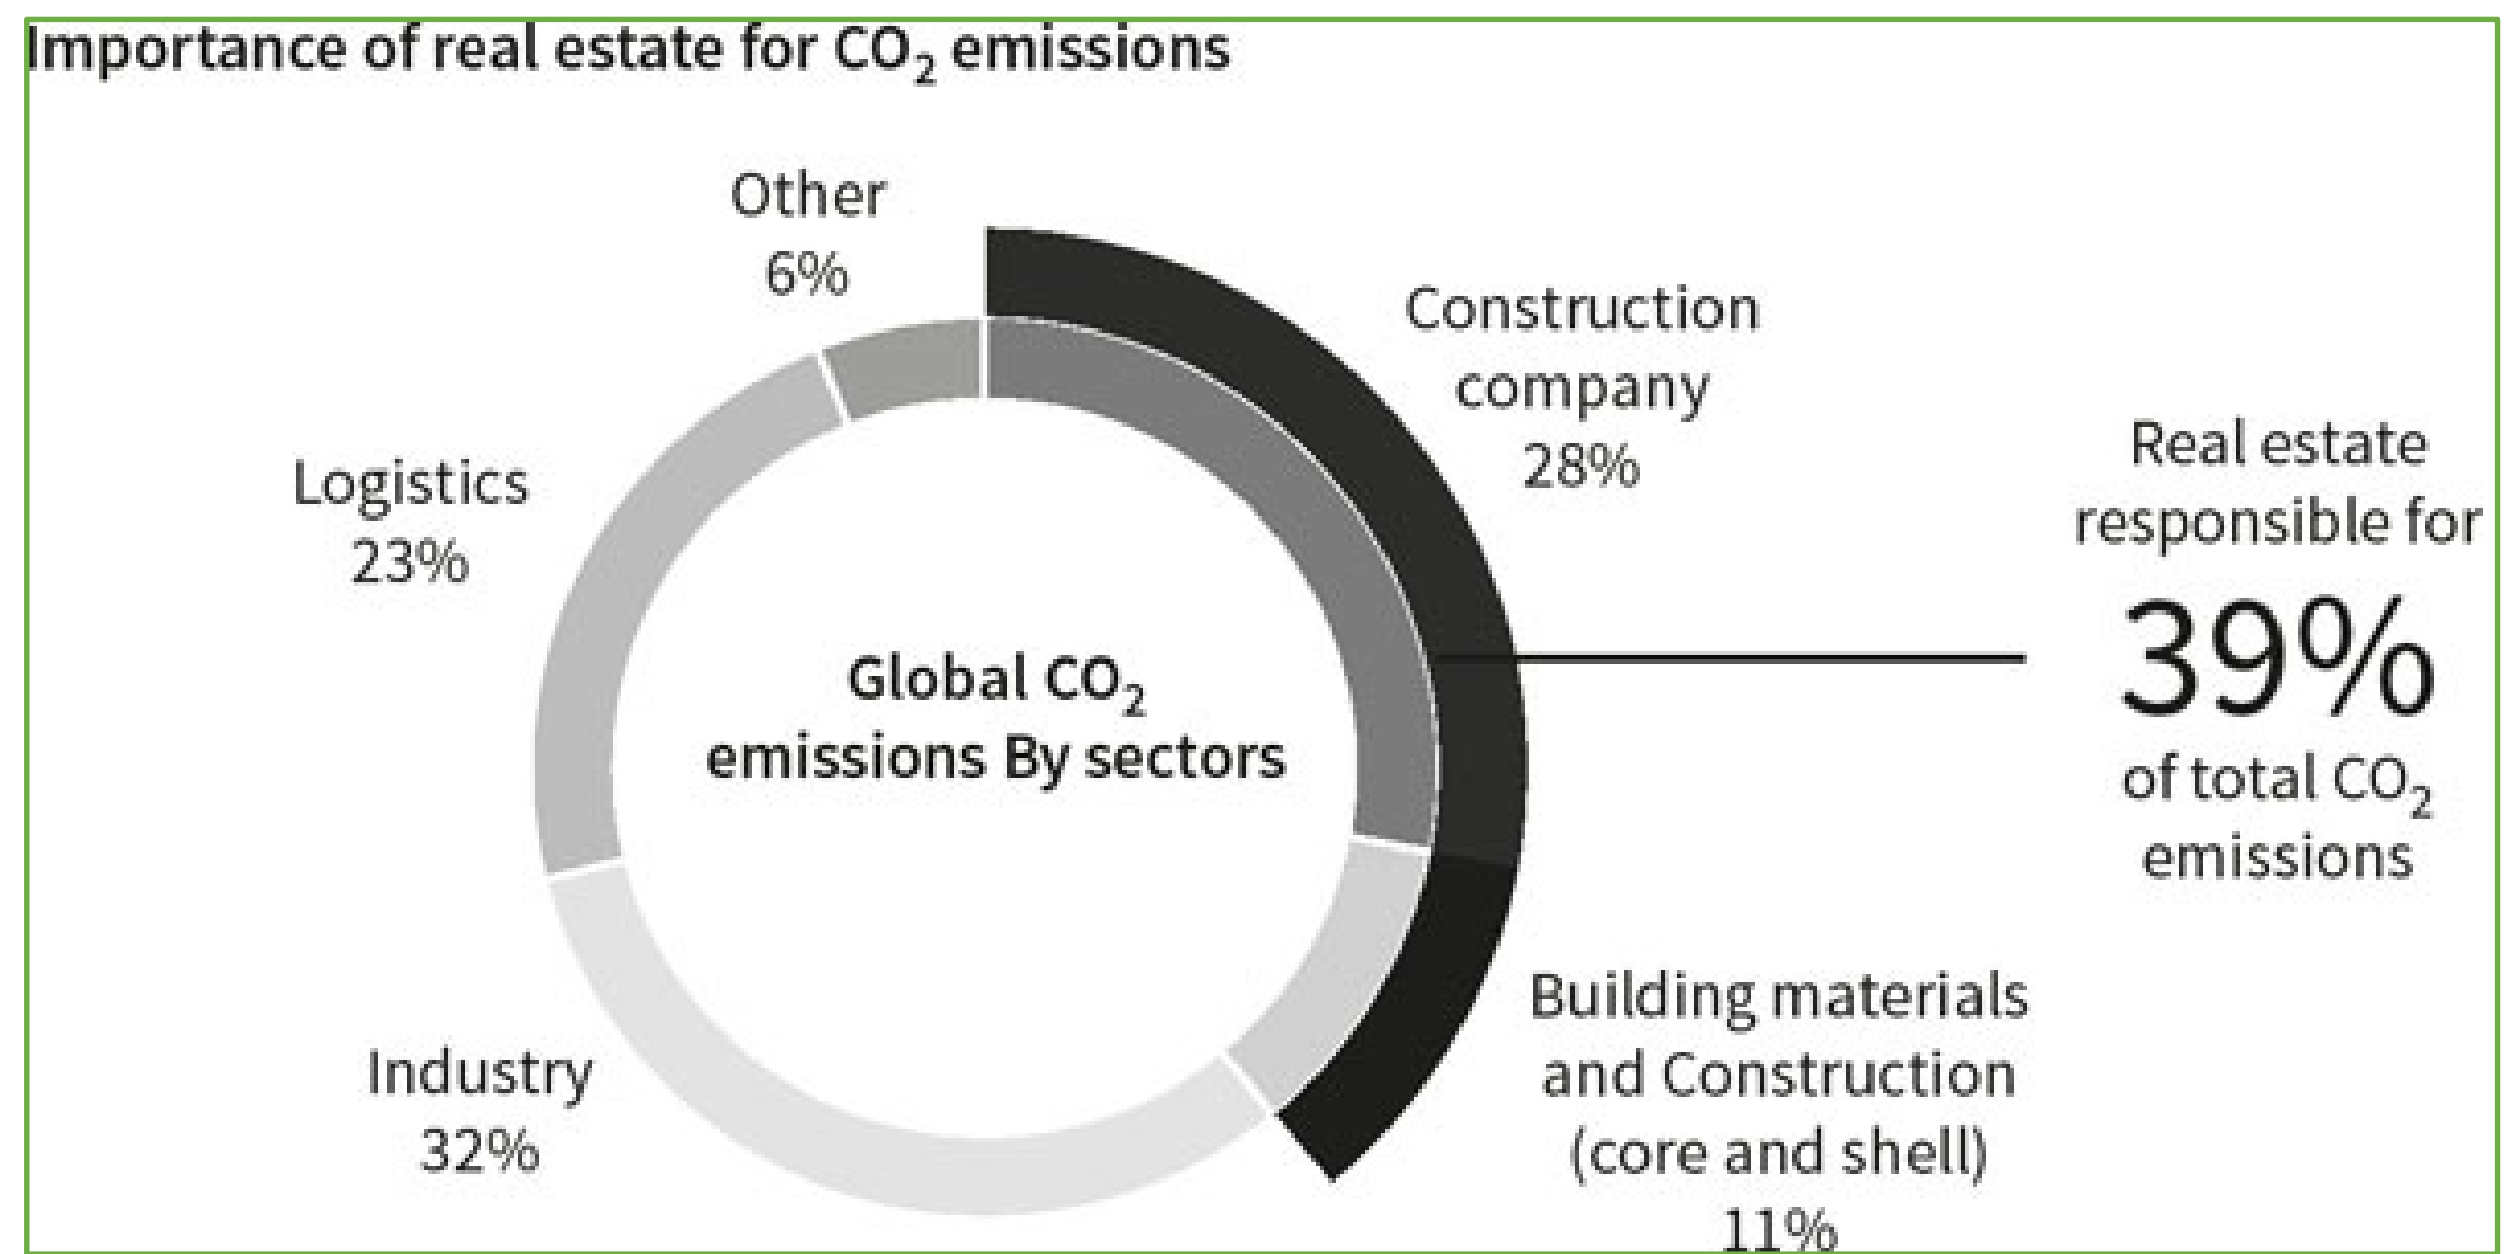 Importance of real estate for CO₂ emissions
Other
6%
Construction
company
28%
Real estate
responsible for
39%
of total CO₂
emissions
Logistics
23%
Global CO₂
emissions By sectors
Building materials
and Construction
(core and shell)
11%
Industry
32%